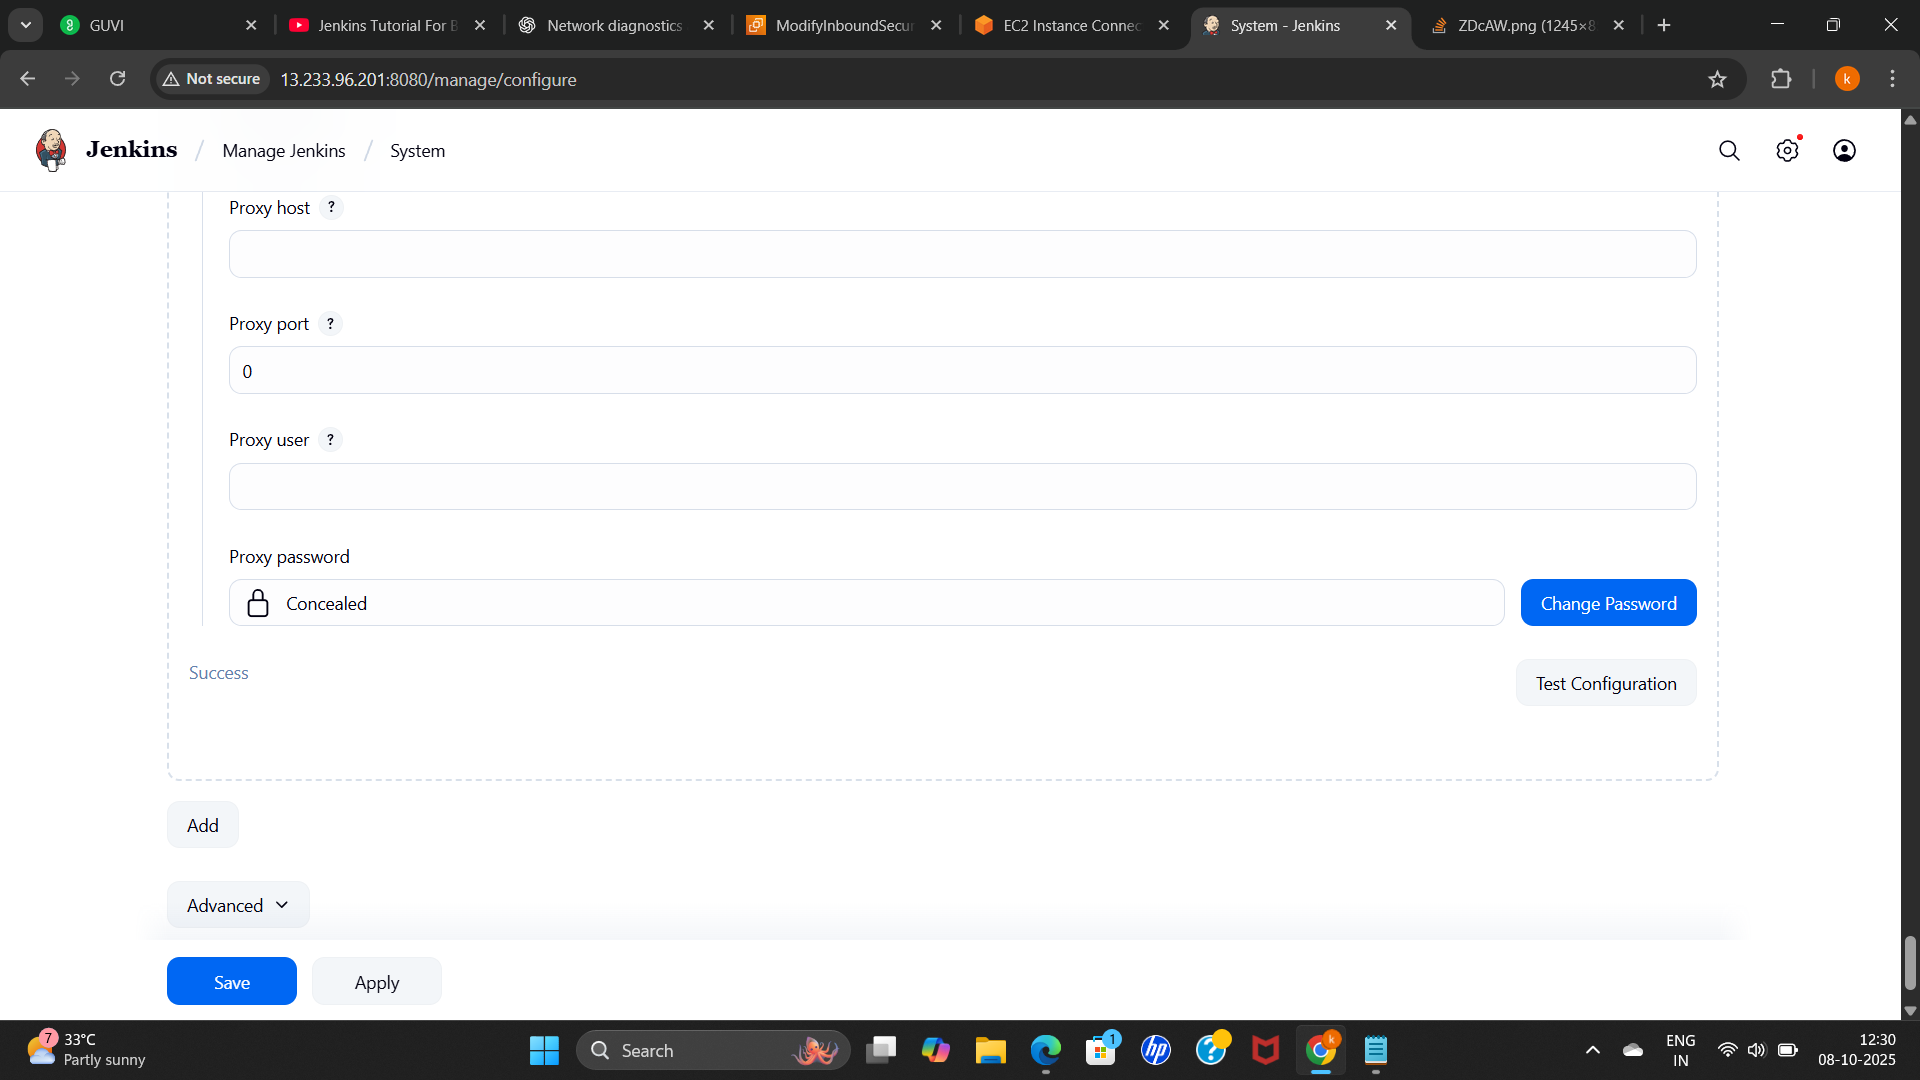 GUVI
Jenkins Tutorial For B
Network diagnostics
ModifyInboundSecur
EC2 Instance Connec
System - Jenkins
ZDcAW.png (1245×8
Not secure
13.233.96.201:8080/manage/configure
k
Jenkins / Manage Jenkins / System
Proxy host ?
Proxy port ?
0
Proxy user ?
Proxy password
Concealed
Change Password
Success
Test Configuration
Add
Advanced
Save
Apply
7
33°C
Partly sunny
Search
1
hp
?
k
ENG
IN
12:30
08-10-2025